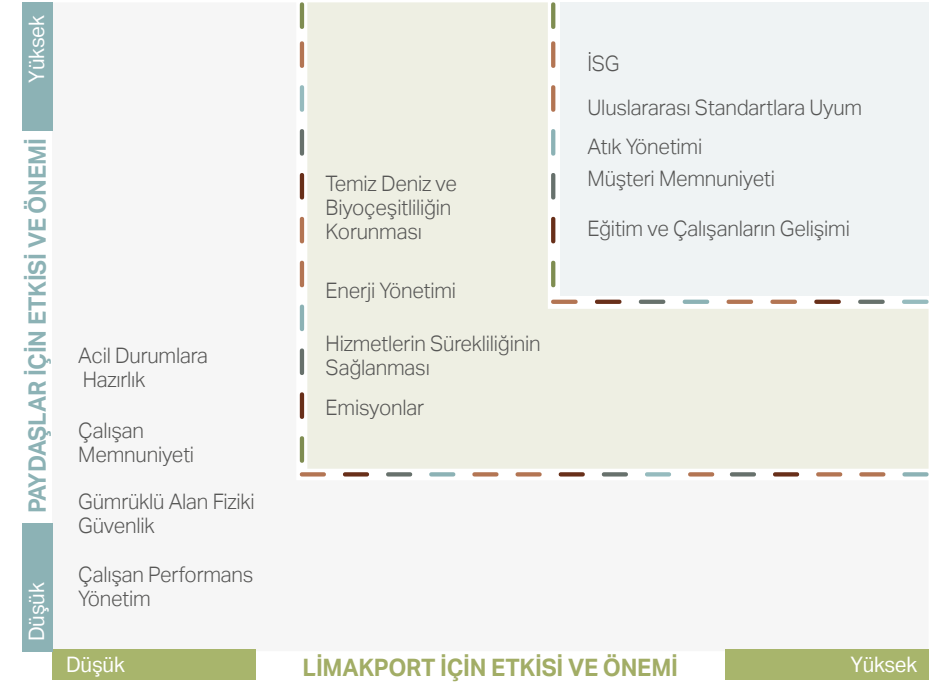 Yüksek
PAYDAŞLAR İÇİN ETKİSİ VE ÖNEMİ
Düşük
Acil Durumlara
Hazırlık
Çalışan
Memnuniyeti
Gümrüklü Alan Fiziki
Güvenlik
Çalışan Performans
Yönetim
Temiz Deniz ve
Biyoçeşitliliğin
Korunması
Enerji Yönetimi
Hizmetlerin Sürekliliğinin
Sağlanması
Emisyonlar
İSG
Uluslararası Standartlara Uyum
Atık Yönetimi
Müşteri Memnuniyeti
Eğitim ve Çalışanların Gelişimi
Düşük
LİMAKPORT İÇİN ETKİSİ VE ÖNEMİ
Yüksek